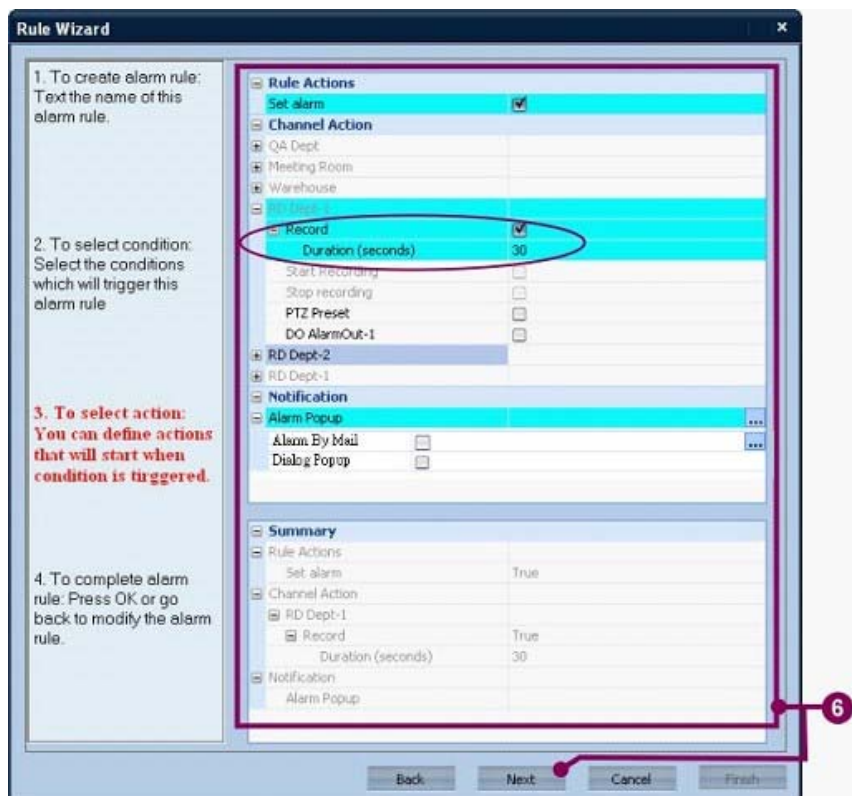 Rule Wizard
1. To create alarm rule:
Text the name of this
alarm rule.
2. To select condition:
Select the conditions
which will trigger this
alarm rule
3. To select action:
You can define actions
that will start when
condition is tirggered.
4. To complete alarm
rule: Press OK or go
back to modify the alarm
rule.
Rule Actions
Set alarm
Channel Action
QA Dept
Meeting Room
Warehouse
RD Dept-1
Record
Duration (seconds) 30
Start Recording
Stop recording
PTZ Preset
DO AlarmOut-1
RD Dept-2
RD Dept-1
Notification
Alarm Popup ...
Alarm By Mail ...
Dialog Popup
Summary
Rule Actions
Set alarm True
Channel Action
RD Dept-1
Record True
Duration (seconds) 30
Notification
Alarm Popup
6
Back Next Cancel Finish